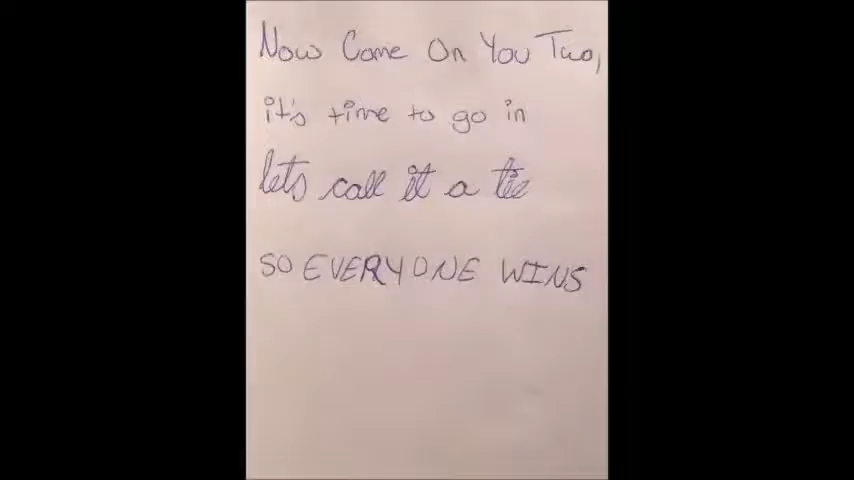 Now Come On You Two,
it's time to go in
lets call it a tie
SO EVERYONE WINS